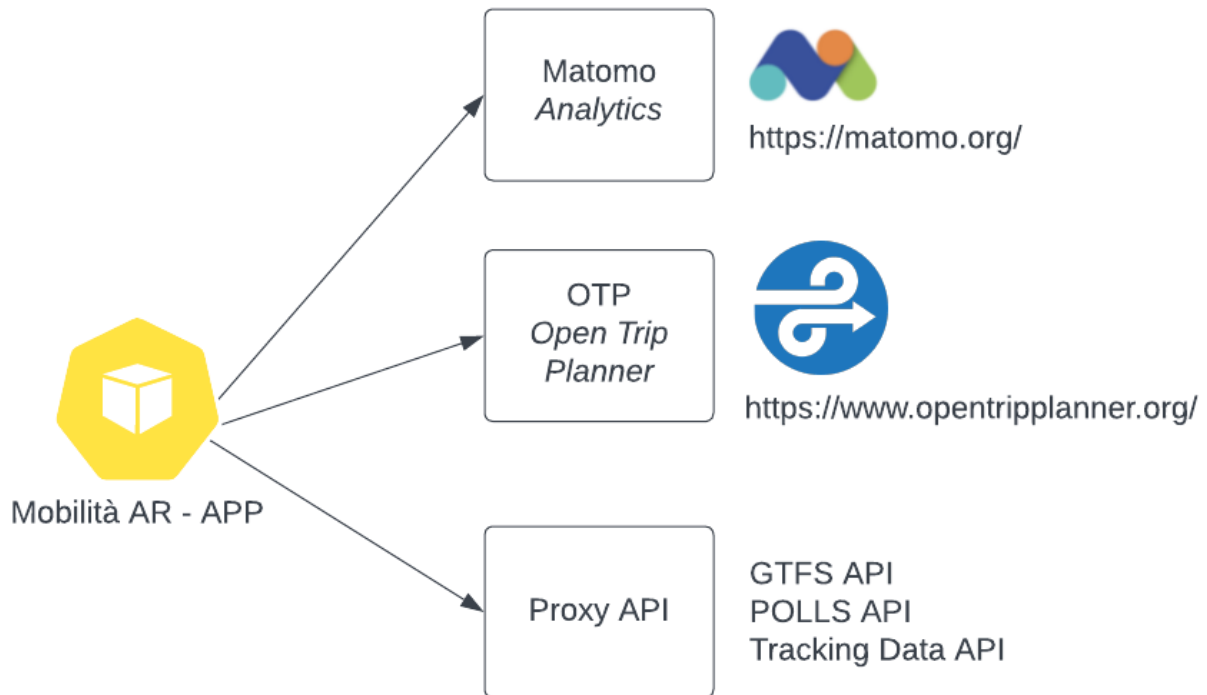 Matomo
Analytics
https://matomo.org/
OTP
Open Trip
Planner
https://www.opentripplanner.org/
Mobilità AR - APP
Proxy API
GTFS API
POLLS API
Tracking Data API